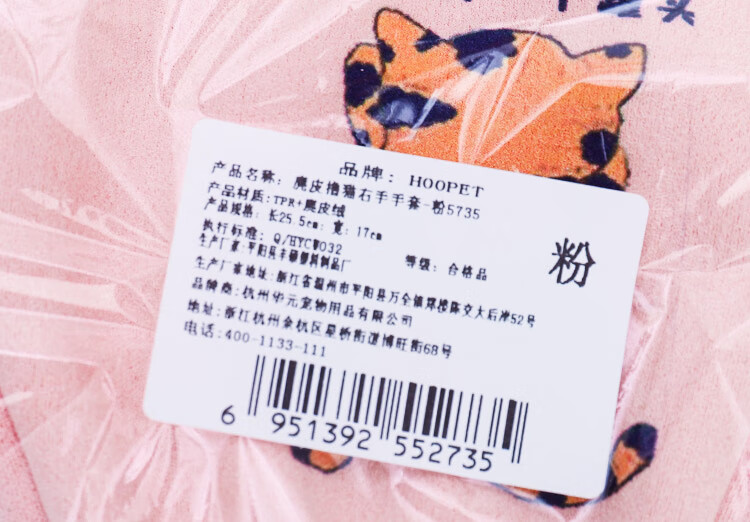 品牌: HOOPET
产品名称: 麂皮撸猫右手手套-粉5735
产品材质:TPR+麂皮绒
产品规格: 长25.5cm; 宽: 17cm
执行标准: Q/HYCW032
等级: 合格品
粉
生产厂家地址:浙江省温州市平阳县万全镇郑楼陈交大后岸52号
品牌商:杭州华元宠物用品有限公司
地址:浙江杭州余杭区星桥街道博旺街68号
电话:400-1133-111
6 951392 552735